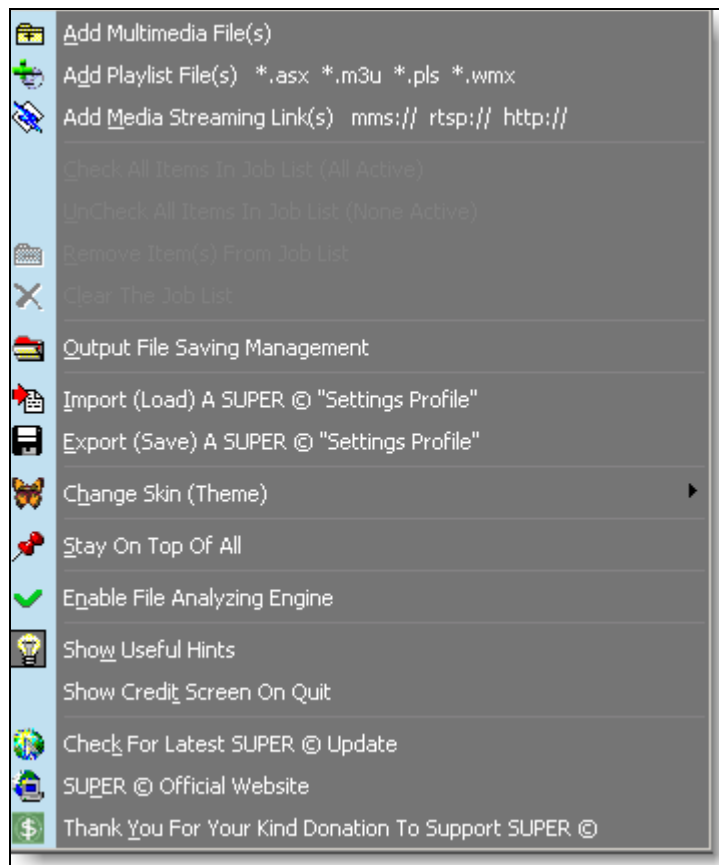 Add Multimedia File(s)
Add Playlist File(s) *.asx *.m3u *.pls *.wmx
Add Media Streaming Link(s) mms:// rtsp:// http://
Check All Items In Job List (All Active)
UnCheck All Items In Job List (None Active)
Remove Item(s) From Job List
Clear The Job List
Output File Saving Management
Import (Load) A SUPER © "Settings Profile"
Export (Save) A SUPER © "Settings Profile"
Change Skin (Theme)
Stay On Top Of All
Enable File Analyzing Engine
Show Useful Hints
Show Credit Screen On Quit
Check For Latest SUPER © Update
SUPER © Official Website
Thank You For Your Kind Donation To Support SUPER ©